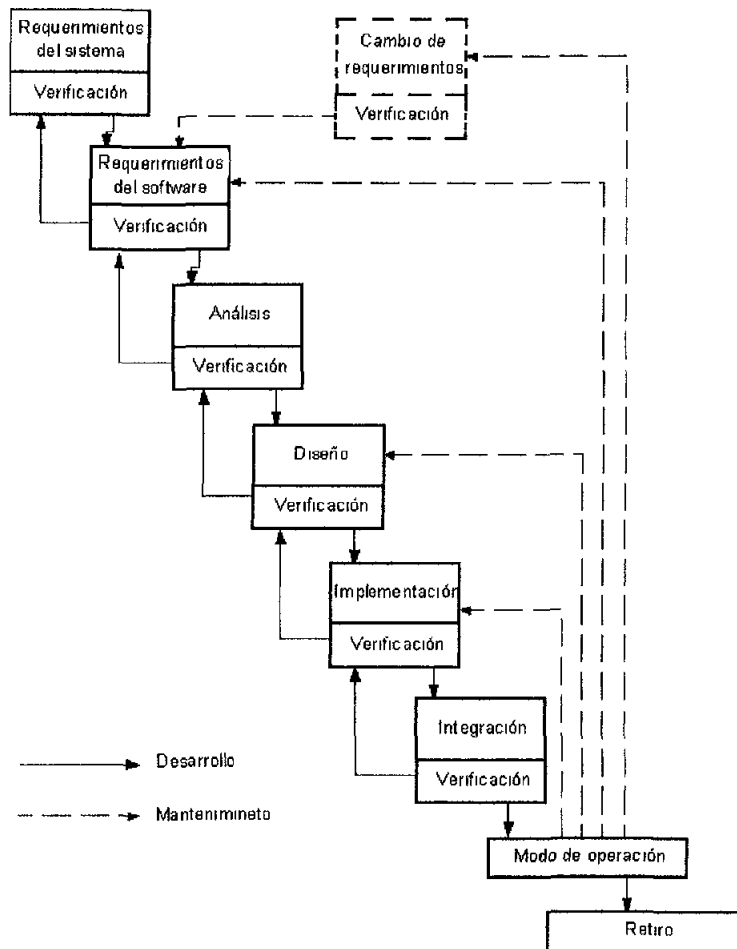 Requerimientos
del sistema
Verificación
Cambio de
requerimientos
Verificación
Requerimientos
del software
Verificación
Análisis
Verificación
Diseño
Verificación
Implementación
Verificación
Integración
Verificación
Desarrollo
Mantenimineto
Modo de operación
Retiro